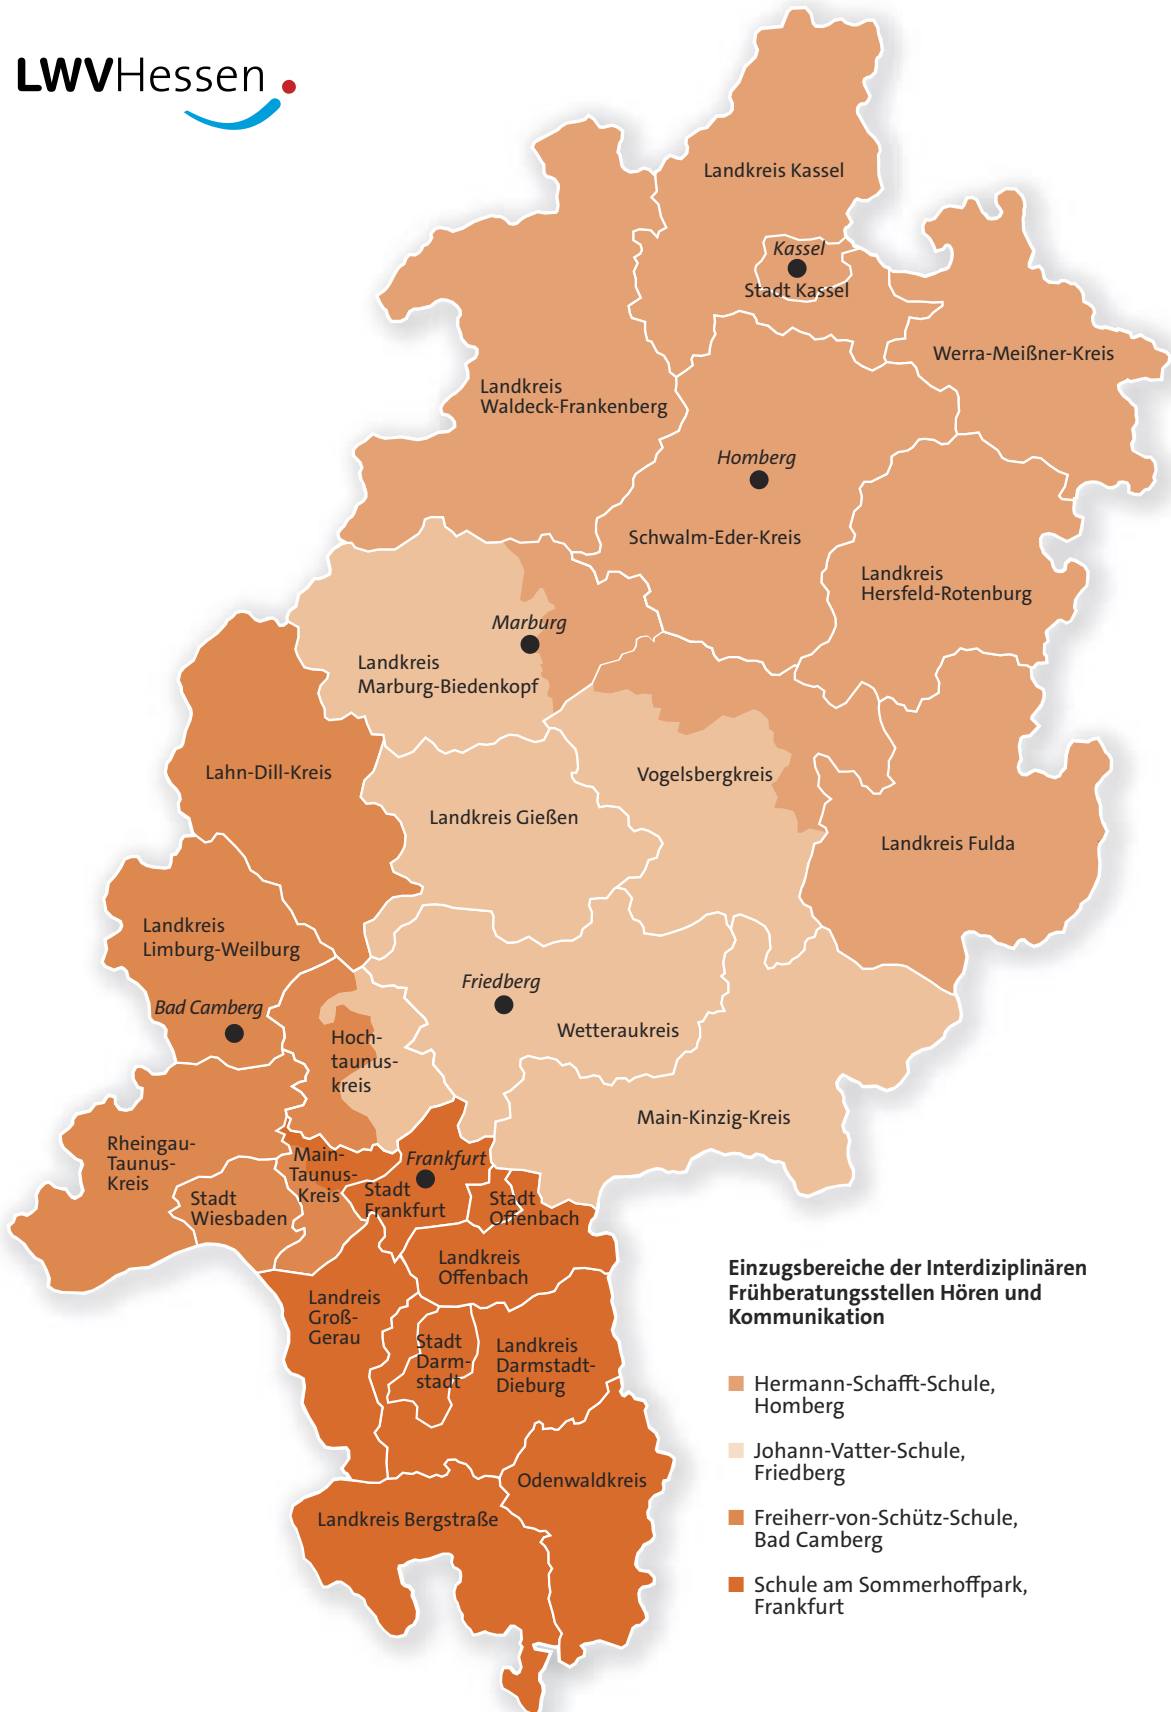 LWVHessen
Landkreis Kassel
Kassel
Stadt Kassel
Werra-Meißner-Kreis
Landkreis
Waldeck-Frankenberg
Homberg
Schwalm-Eder-Kreis
Landkreis
Hersfeld-Rotenburg
Marburg
Landkreis
Marburg-Biedenkopf
Lahn-Dill-Kreis
Vogelsbergkreis
Landkreis Gießen
Landkreis Fulda
Landkreis
Limburg-Weilburg
Bad Camberg
Friedberg
Wetteraukreis
Hoch-
taunus-
kreis
Main-Kinzig-Kreis
Rheingau-
Taunus-
Kreis
Main-
Taunus-
Kreis
Frankfurt
Stadt
Frankfurt
Stadt
Offenbach
Stadt
Wiesbaden
Landkreis
Offenbach
Landreis
Groß-
Gerau
Stadt
Darm-
stadt
Landkreis
Darmstadt-
Dieburg
Odenwaldkreis
Landkreis Bergstraße
Einzugsbereiche der Interdiziplinären
Frühberatungsstellen Hören und
Kommunikation
Hermann-Schafft-Schule,
Homberg
Johann-Vatter-Schule,
Friedberg
Freiherr-von-Schütz-Schule,
Bad Camberg
Schule am Sommerhoffpark,
Frankfurt